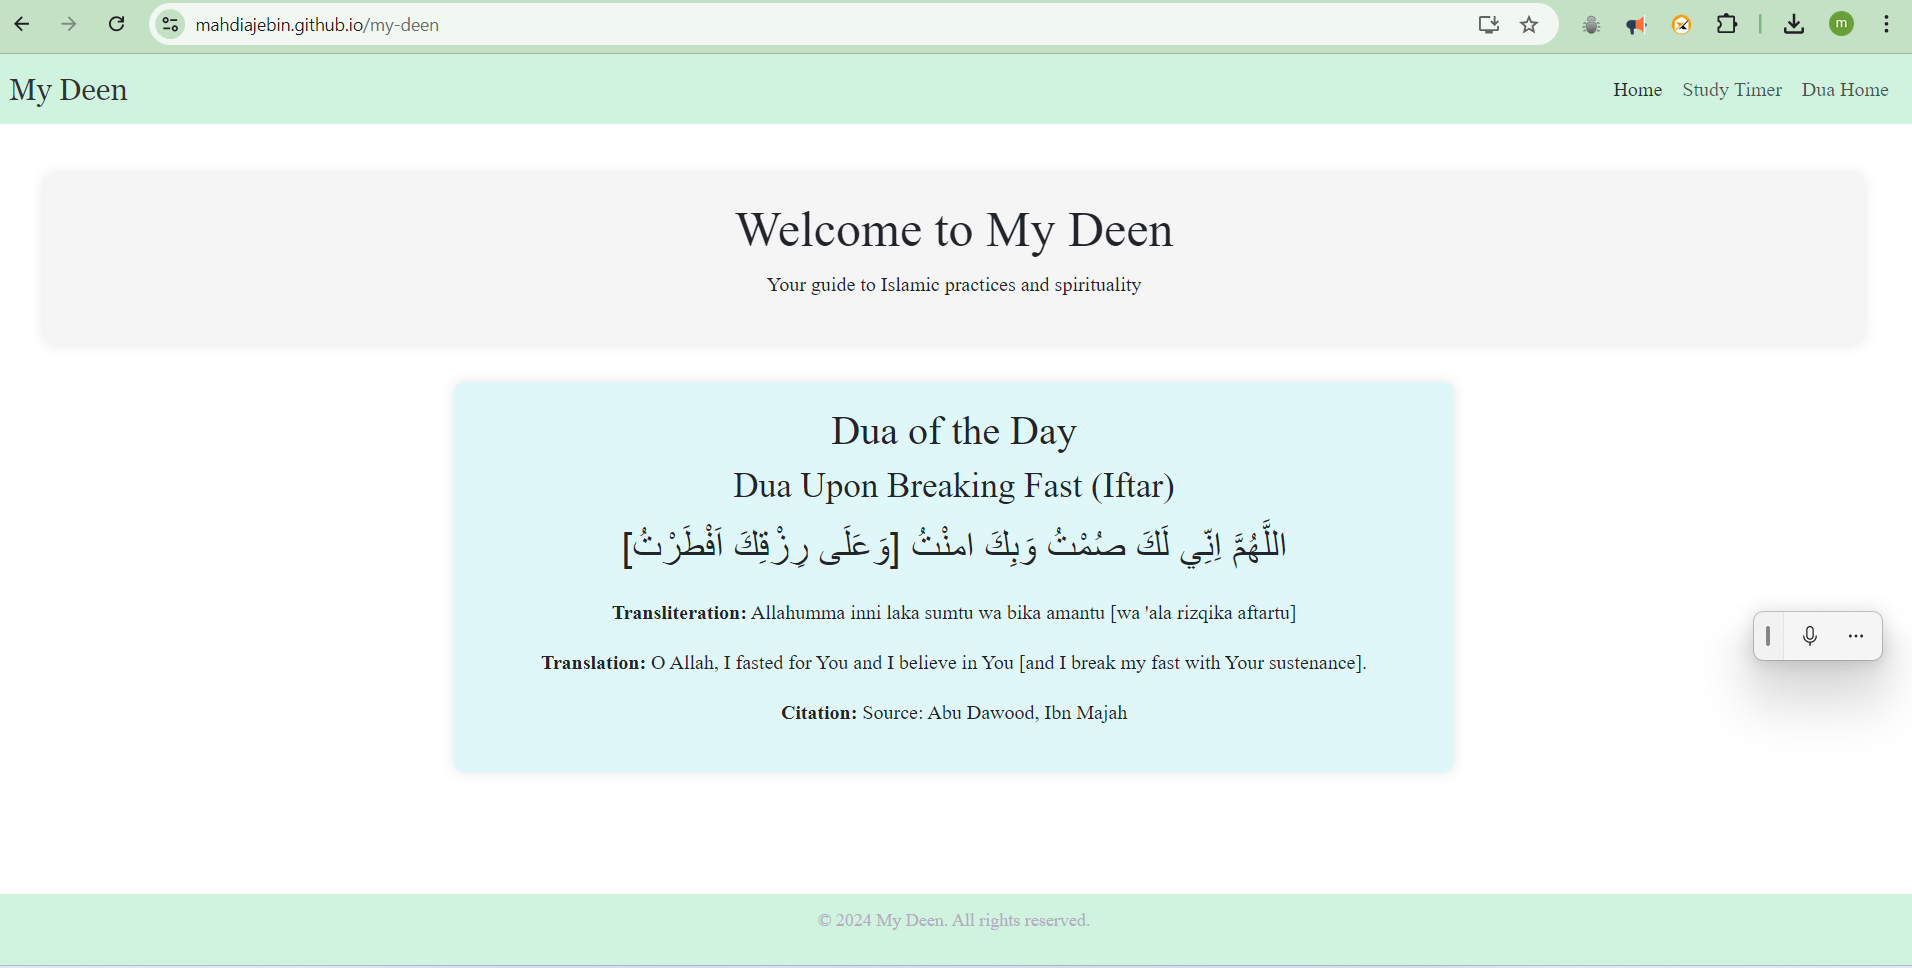 mahdiajebin.github.io/my-deen
m
My Deen
Home Study Timer Dua Home
Welcome to My Deen
Your guide to Islamic practices and spirituality
Dua of the Day
Dua Upon Breaking Fast (Iftar)
اللَّهُمَّ اِنِّي لَكَ صُمْتُ وَبِكَ امنْتُ [وَعَلَى رِزْقِكَ اَفْطَرْتُ]
Transliteration: Allahumma inni laka sumtu wa bika amantu [wa 'ala rizqika aftartu]
Translation: O Allah, I fasted for You and I believe in You [and I break my fast with Your sustenance].
Citation: Source: Abu Dawood, Ibn Majah
© 2024 My Deen. All rights reserved.